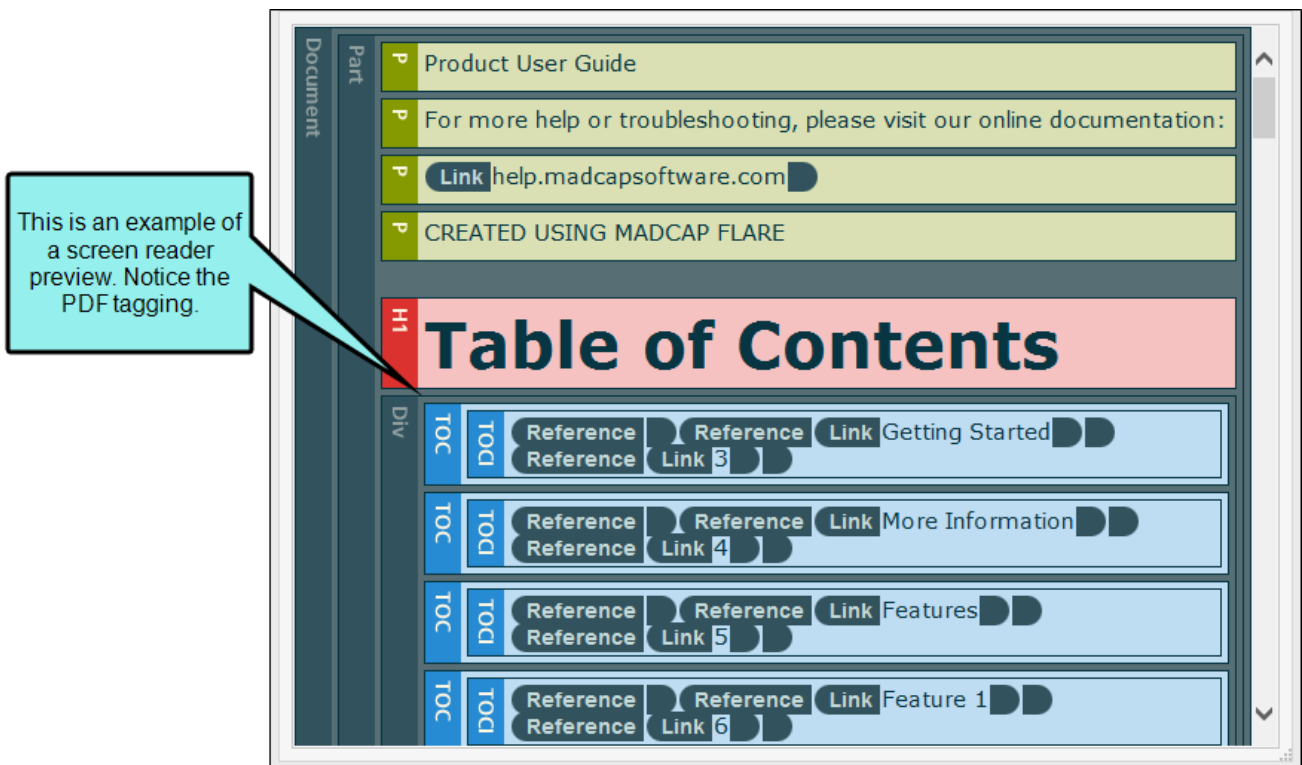 Document
Part
P Product User Guide
P For more help or troubleshooting, please visit our online documentation:
P Link help.madcapsoftware.com
P CREATED USING MADCAP FLARE
This is an example of
a screen reader
preview. Notice the
PDF tagging.
H1 Table of Contents
Div
TOC TOCI Reference Reference Link Getting Started
Reference Link 3
TOC TOCI Reference Reference Link More Information
Reference Link 4
TOC TOCI Reference Reference Link Features
Reference Link 5
TOC TOCI Reference Reference Link Feature 1
Reference Link 6